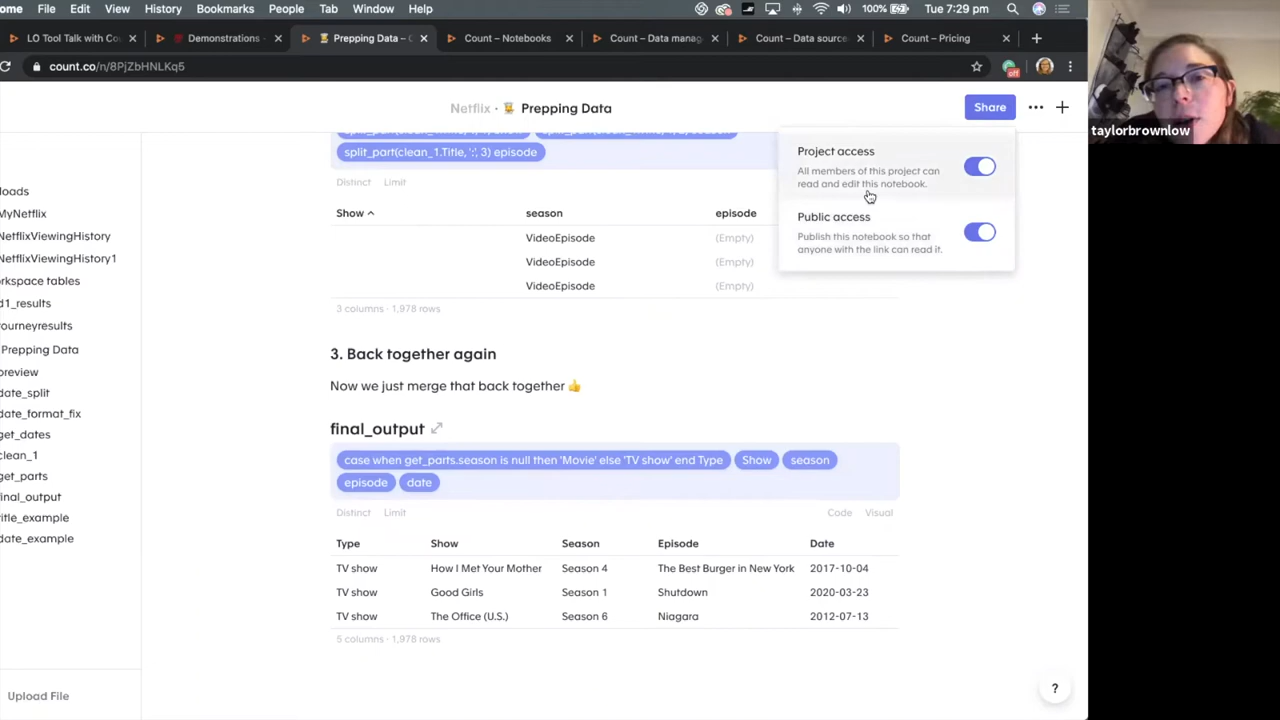 ome File Edit View History Bookmarks People Tab Window Help 100% Tue 7:29 pm
LO Tool Talk with Co Demonstrations - Prepping Data – C Count – Notebooks Count – Data manag Count – Data source Count – Pricing
count.co/n/8PjZbHNLKq5 off
Netflix · Prepping Data Share
taylorbrownlow
split_part(clean_1.Title, ':', 3) episode
Distinct Limit
Project access
All members of this project can
read and edit this notebook.
Public access
Publish this notebook so that
anyone with the link can read it.
loads
MyNetflix
NetflixViewingHistory
NetflixViewingHistory1
rkspace tables
d1_results
ourneyresults
Prepping Data
preview
date_split
date_format_fix
get_dates
clean_1
get_parts
final_output
title_example
date_example
Upload File
Show season episode
VideoEpisode (Empty)
VideoEpisode (Empty)
VideoEpisode (Empty)
3 columns · 1,978 rows
3. Back together again
Now we just merge that back together
final_output
case when get_parts.season is null then 'Movie' else 'TV show' end Type Show season
episode date
Distinct Limit Code Visual
Type Show Season Episode Date
TV show How I Met Your Mother Season 4 The Best Burger in New York 2017-10-04
TV show Good Girls Season 1 Shutdown 2020-03-23
TV show The Office (U.S.) Season 6 Niagara 2012-07-13
5 columns · 1,978 rows
?